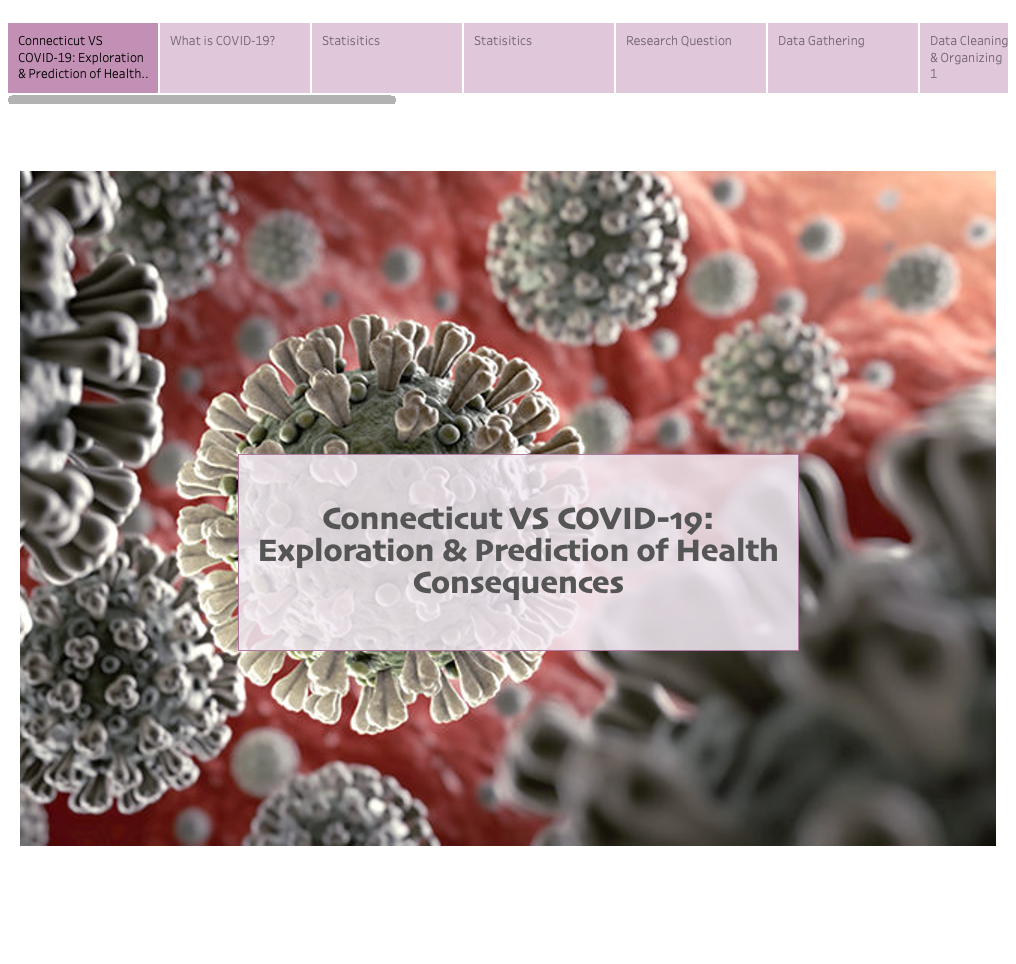 Connecticut VS
COVID-19: Exploration
& Prediction of Health..
What is COVID-19?
Statisitics
Statisitics
Research Question
Data Gathering
Data Cleaning
& Organizing
1
Connecticut VS COVID-19:
Exploration & Prediction of Health
Consequences